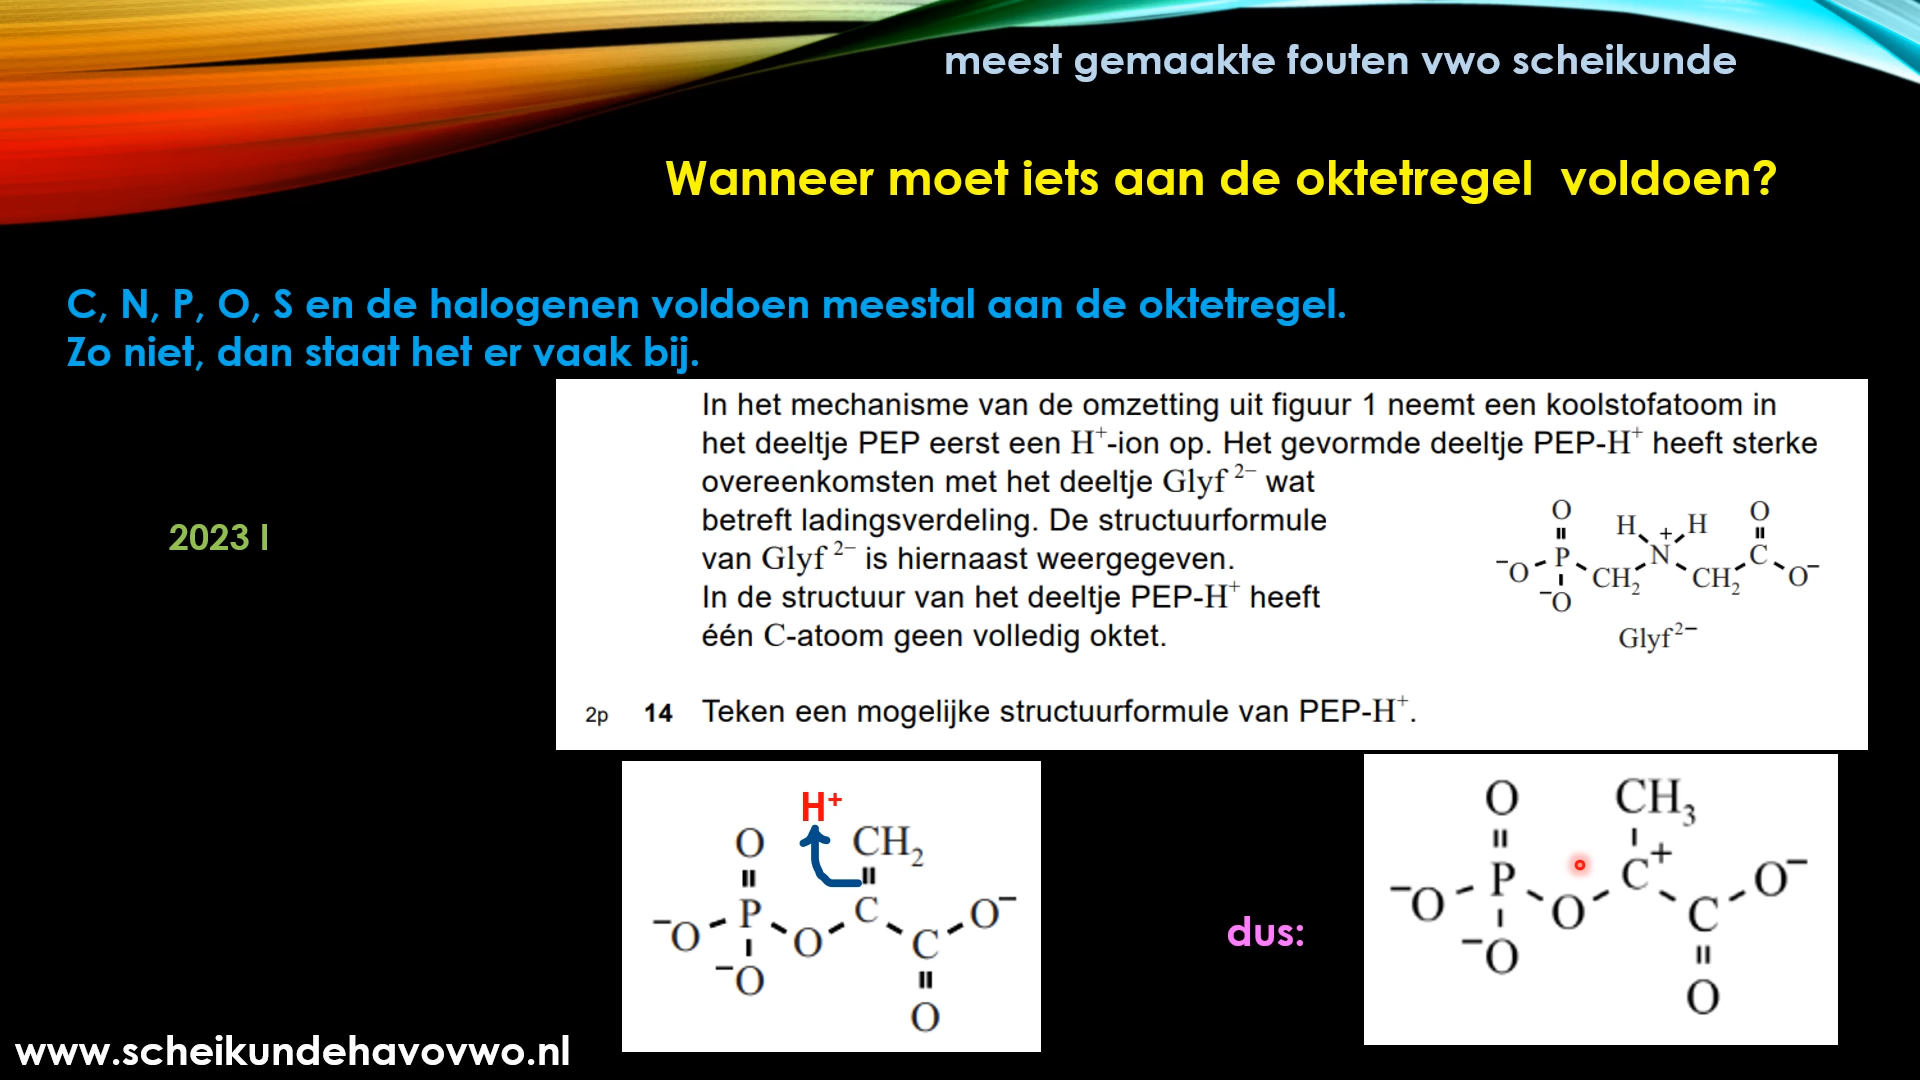 meest gemaakte fouten vwo scheikunde
Wanneer moet iets aan de oktetregel voldoen?
C, N, P, O, S en de halogenen voldoen meestal aan de oktetregel.
Zo niet, dan staat het er vaak bij.
2023 I
In het mechanisme van de omzetting uit figuur 1 neemt een koolstofatoom in
het deeltje PEP eerst een H⁺-ion op. Het gevormde deeltje PEP-H⁺ heeft sterke
overeenkomsten met het deeltje Glyf ²⁻ wat
betreft ladingsverdeling. De structuurformule
van Glyf ²⁻ is hiernaast weergegeven.
In de structuur van het deeltje PEP-H⁺ heeft
één C-atoom geen volledig oktet.
O H + H O
P N C
⁻O CH₂ CH₂ O⁻
⁻O
Glyf²⁻
2p 14 Teken een mogelijke structuurformule van PEP-H⁺.
H⁺
O CH₂
P C O⁻
⁻O O C
⁻O
O
dus:
O CH₃
P C⁺ O⁻
⁻O O C
⁻O
O
www.scheikundehavovwo.nl